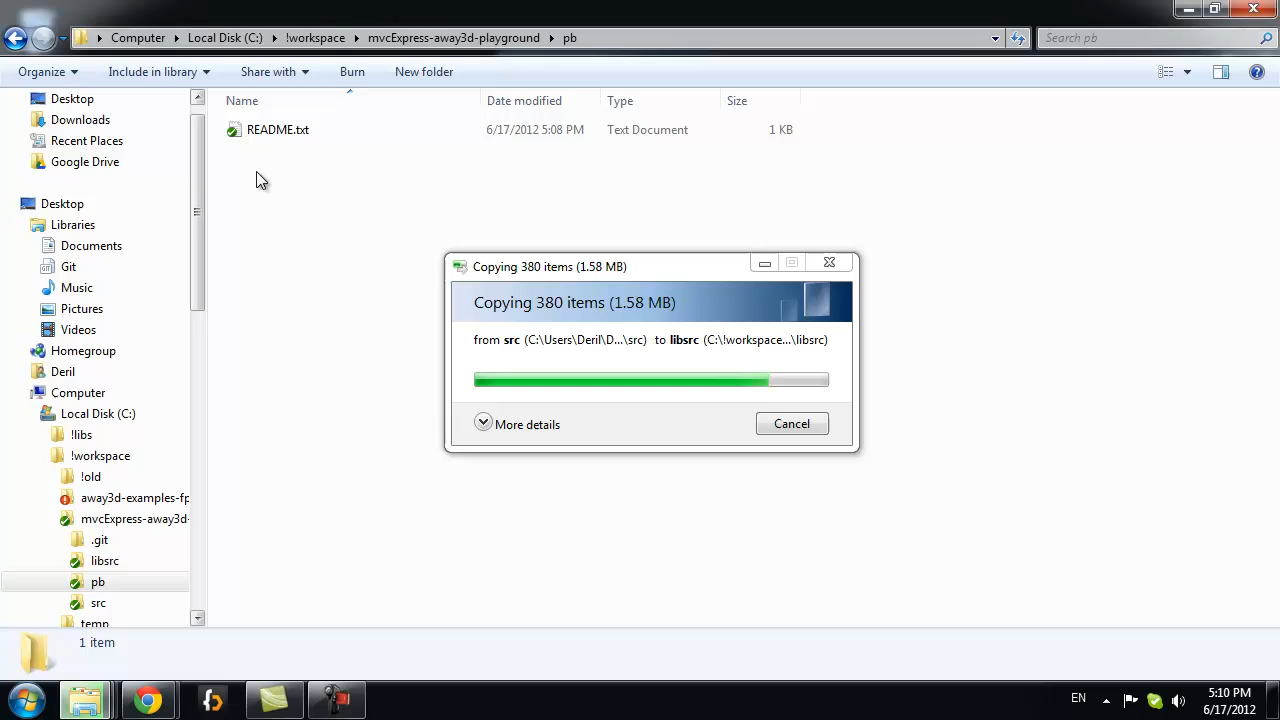 Computer Local Disk (C:) !workspace mvcExpress-away3d-playground pb
Search pb
Organize Include in library Share with Burn New folder
Name Date modified Type Size
README.txt 6/17/2012 5:08 PM Text Document 1 KB
Desktop
Downloads
Recent Places
Google Drive
Desktop
Libraries
Documents
Git
Music
Pictures
Videos
Homegroup
Deril
Computer
Local Disk (C:)
!libs
!workspace
!old
away3d-examples-fp
mvcExpress-away3d-
.git
libsrc
pb
src
temp
Copying 380 items (1.58 MB)
Copying 380 items (1.58 MB)
from src (C:\Users\Deril\D...\src) to libsrc (C:\!workspace...\libsrc)
More details Cancel
1 item
EN 5:10 PM
6/17/2012